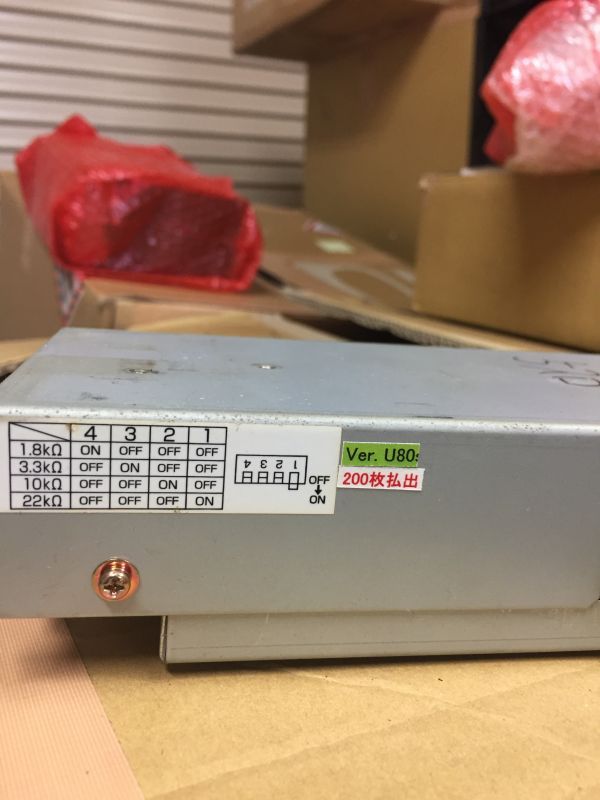 4 3 2 1
1.8kΩ ON OFF OFF OFF
3.3kΩ OFF ON OFF OFF
10kΩ OFF OFF ON OFF
22kΩ OFF OFF OFF ON
1 2 3 4
OFF
ON
Ver. U80
200枚払出